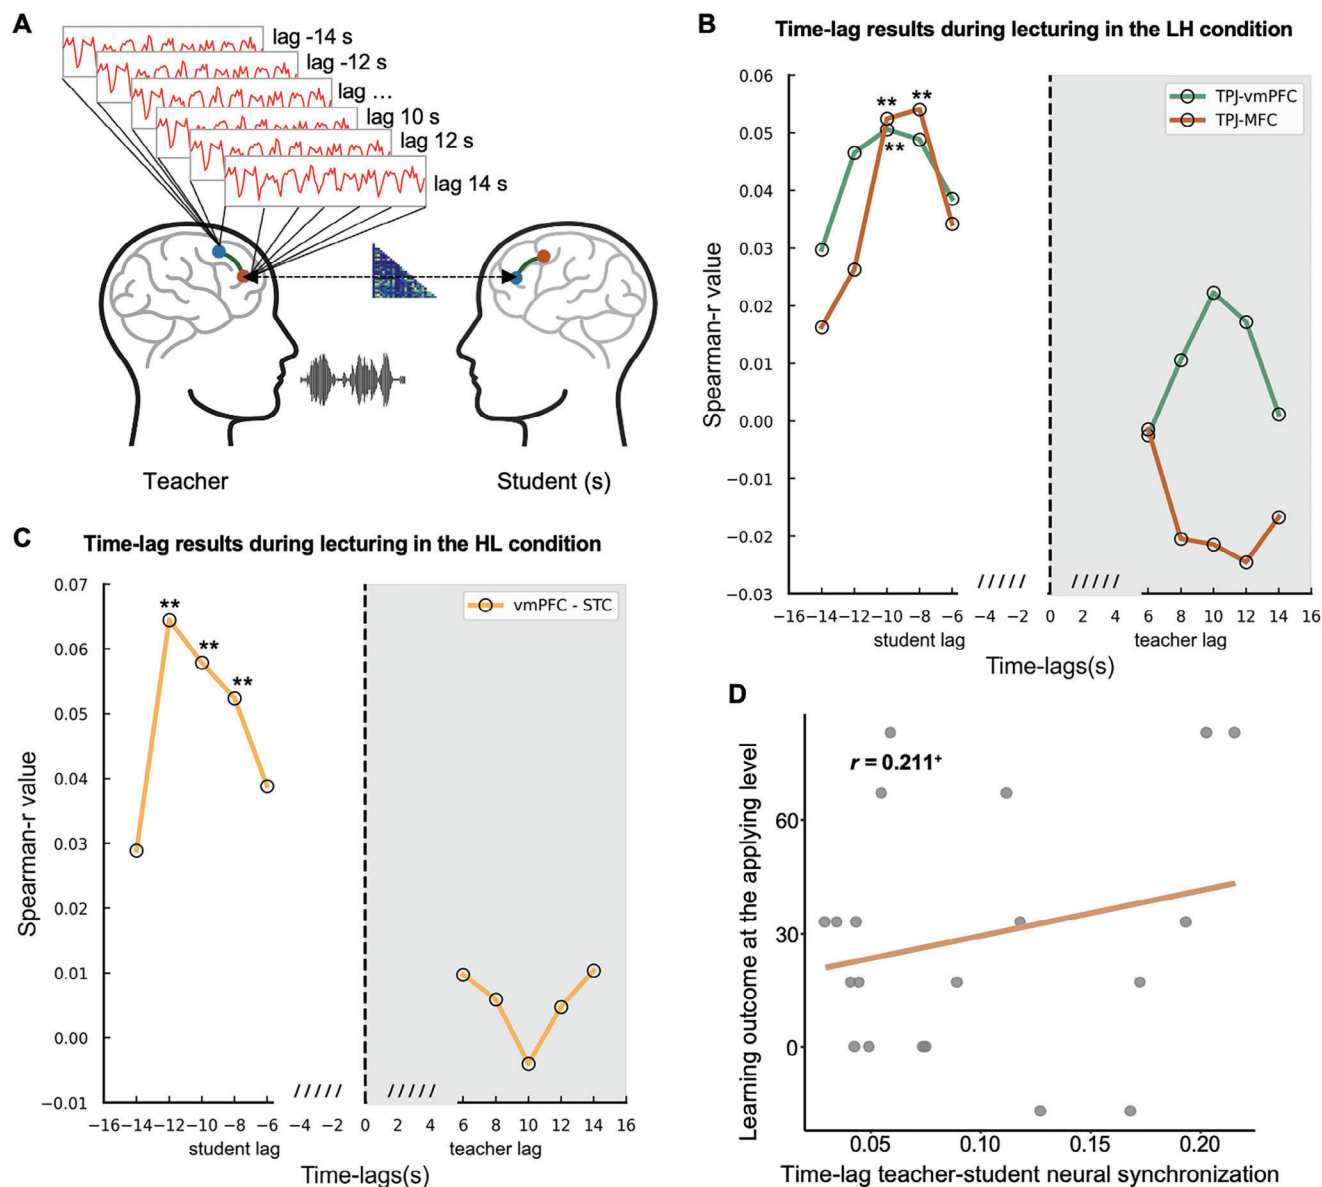 A
lag -14 s
lag -12 s
lag ...
lag 10 s
lag 12 s
lag 14 s
Teacher
Student (s)
B
Time-lag results during lecturing in the LH condition
TPJ-vmPFC
TPJ-MFC
**
**
**
0.06
0.05
0.04
0.03
0.02
0.01
0.00
−0.01
−0.02
−0.03
Spearman-r value
−16 −14 −12 −10 −8 −6 −4 −2 0 2 4 6 8 10 12 14 16
student lag
teacher lag
Time-lags(s)
C
Time-lag results during lecturing in the HL condition
vmPFC - STC
**
**
**
0.07
0.06
0.05
0.04
0.03
0.02
0.01
0.00
−0.01
Spearman-r value
−16 −14 −12 −10 −8 −6 −4 −2 0 2 4 6 8 10 12 14 16
student lag
teacher lag
Time-lags(s)
D
r = 0.211+
60
30
0
Learning outcome at the applying level
0.05 0.10 0.15 0.20
Time-lag teacher-student neural synchronization